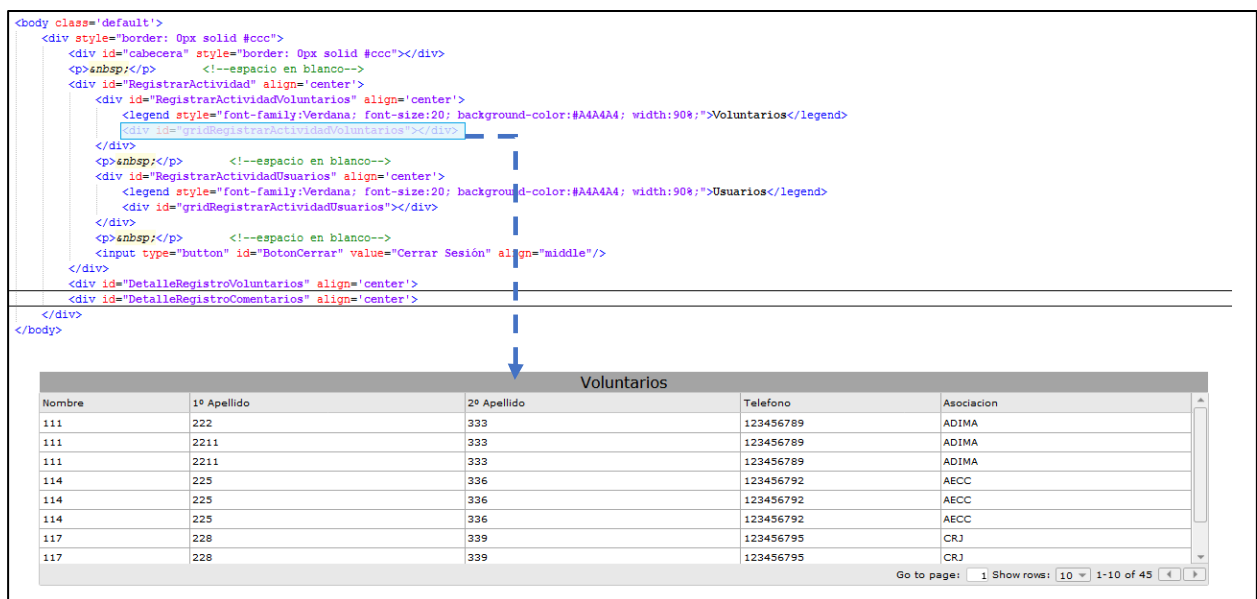 <body class='default'>
<div style="border: 0px solid #ccc">
<div id="cabecera" style="border: 0px solid #ccc"></div>
<p>&nbsp;</p> <!--espacio en blanco-->
<div id="RegistrarActividad" align='center'>
<div id="RegistrarActividadVoluntarios" align='center'>
<legend style="font-family:Verdana; font-size:20; background-color:#A4A4A4; width:90%;">Voluntarios</legend>
<div id="gridRegistrarActividadVoluntarios"></div>
</div>
<p>&nbsp;</p> <!--espacio en blanco-->
<div id="RegistrarActividadUsuarios" align='center'>
<legend style="font-family:Verdana; font-size:20; background-color:#A4A4A4; width:90%;">Usuarios</legend>
<div id="gridRegistrarActividadUsuarios"></div>
</div>
<p>&nbsp;</p> <!--espacio en blanco-->
<input type="button" id="BotonCerrar" value="Cerrar Sesión" align="middle"/>
</div>
<div id="DetalleRegistroVoluntarios" align='center'>
<div id="DetalleRegistroComentarios" align='center'>
</div>
</body>
Voluntarios
Nombre 1º Apellido 2º Apellido Telefono Asociacion
111 222 333 123456789 ADIMA
111 2211 333 123456789 ADIMA
111 2211 333 123456789 ADIMA
114 225 336 123456792 AECC
114 225 336 123456792 AECC
114 225 336 123456792 AECC
117 228 339 123456795 CRJ
117 228 339 123456795 CRJ
Go to page: 1 Show rows: 10 1-10 of 45